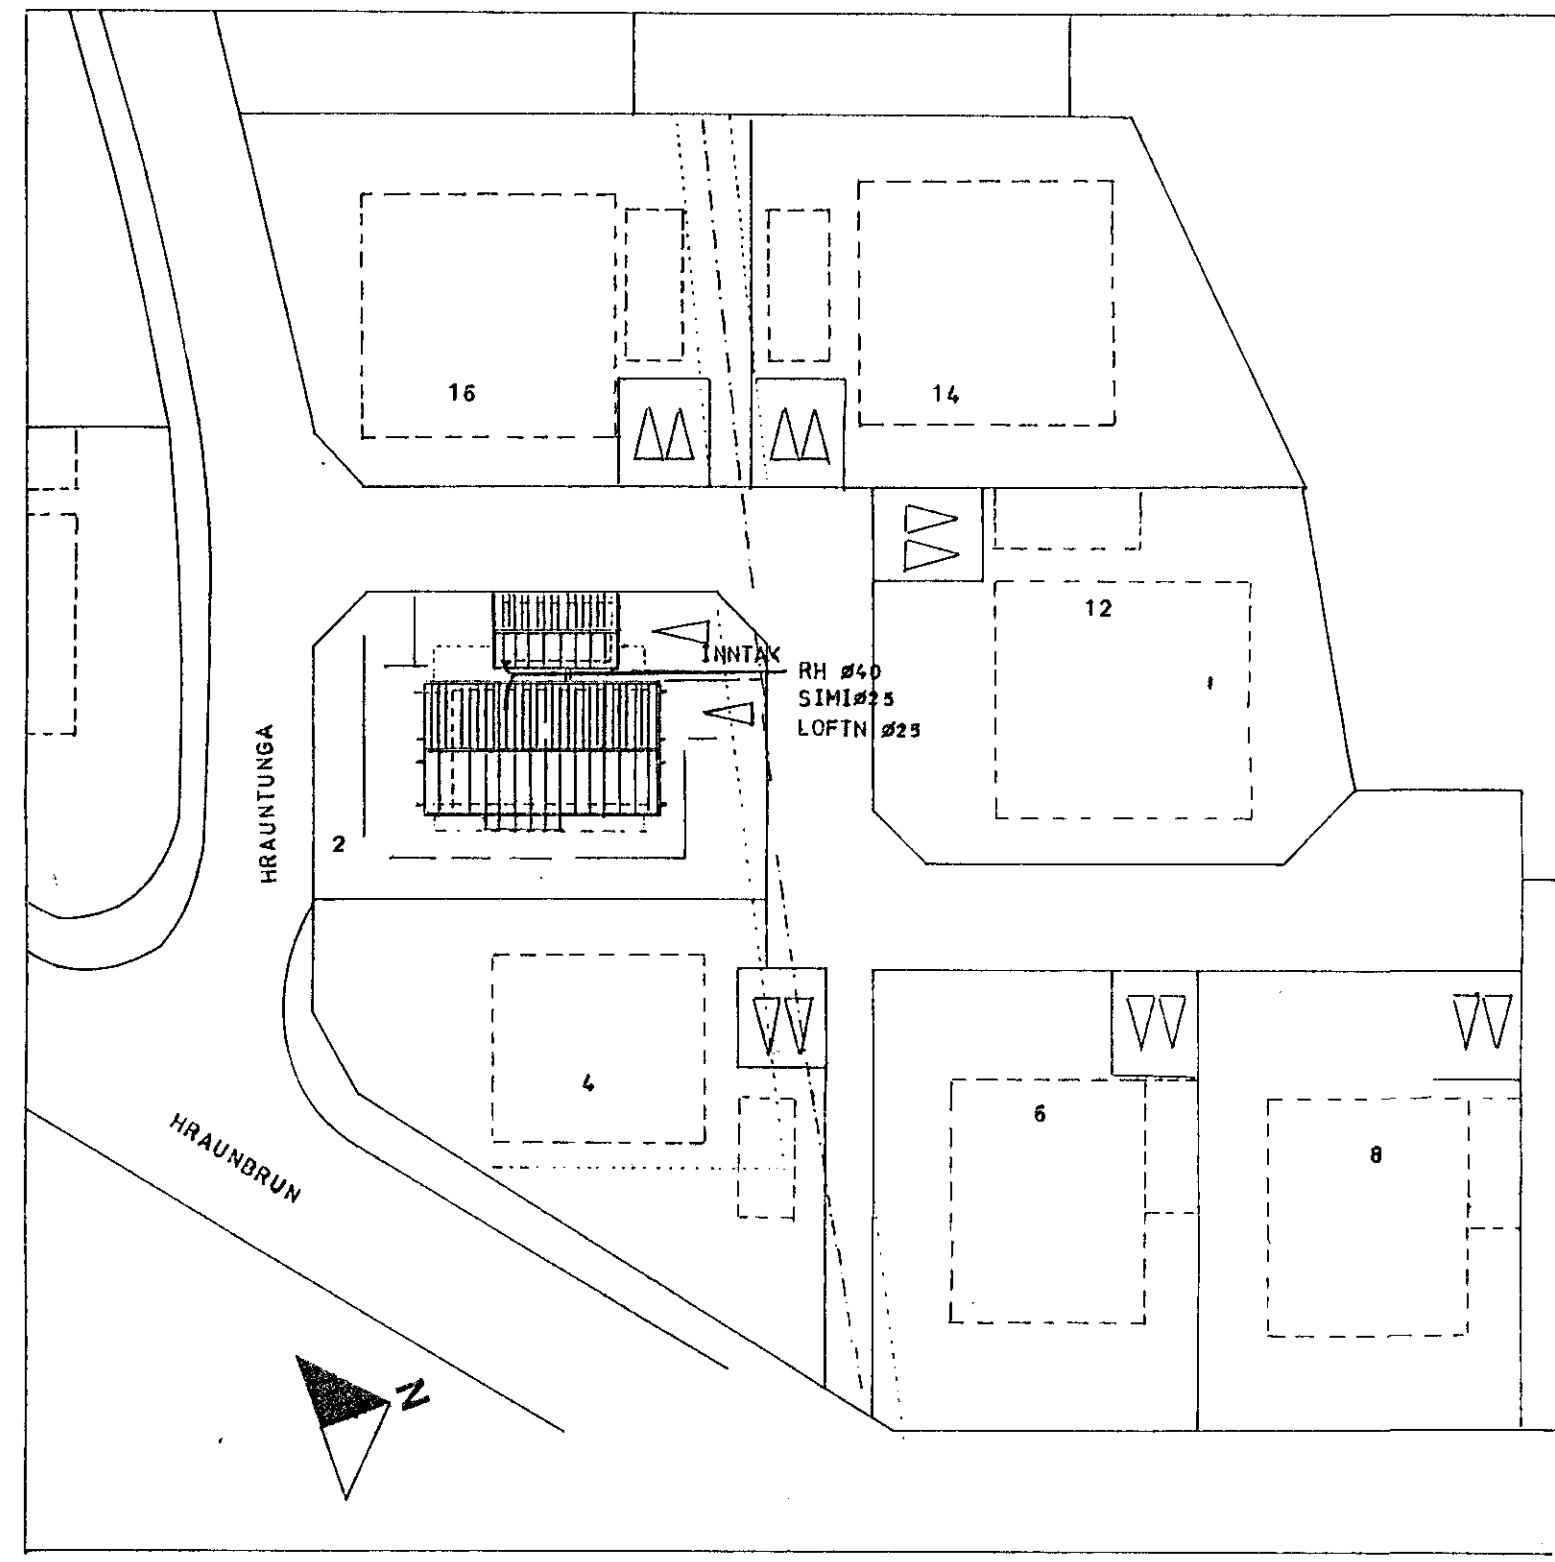 16
14
12
INNTAK
RH Ø40
SIMIØ25
LOFTN Ø25
HRAUNTUNGA
2
4
6
8
HRAUNBRUN
N